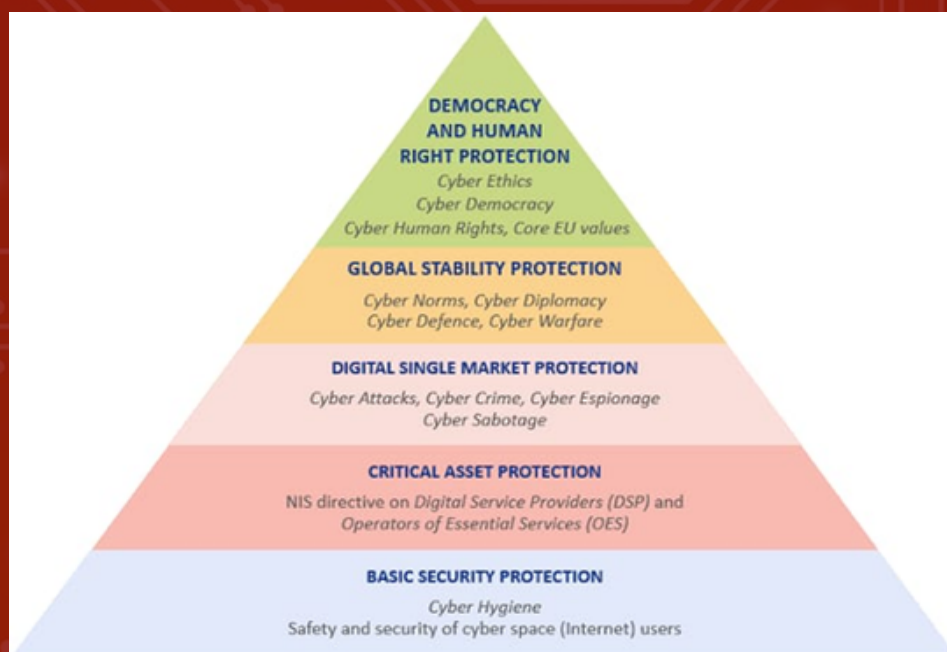 DEMOCRACY
AND HUMAN
RIGHT PROTECTION
Cyber Ethics
Cyber Democracy
Cyber Human Rights, Core EU values
GLOBAL STABILITY PROTECTION
Cyber Norms, Cyber Diplomacy
Cyber Defence, Cyber Warfare
DIGITAL SINGLE MARKET PROTECTION
Cyber Attacks, Cyber Crime, Cyber Espionage
Cyber Sabotage
CRITICAL ASSET PROTECTION
NIS directive on Digital Service Providers (DSP) and
Operators of Essential Services (OES)
BASIC SECURITY PROTECTION
Cyber Hygiene
Safety and security of cyber space (Internet) users